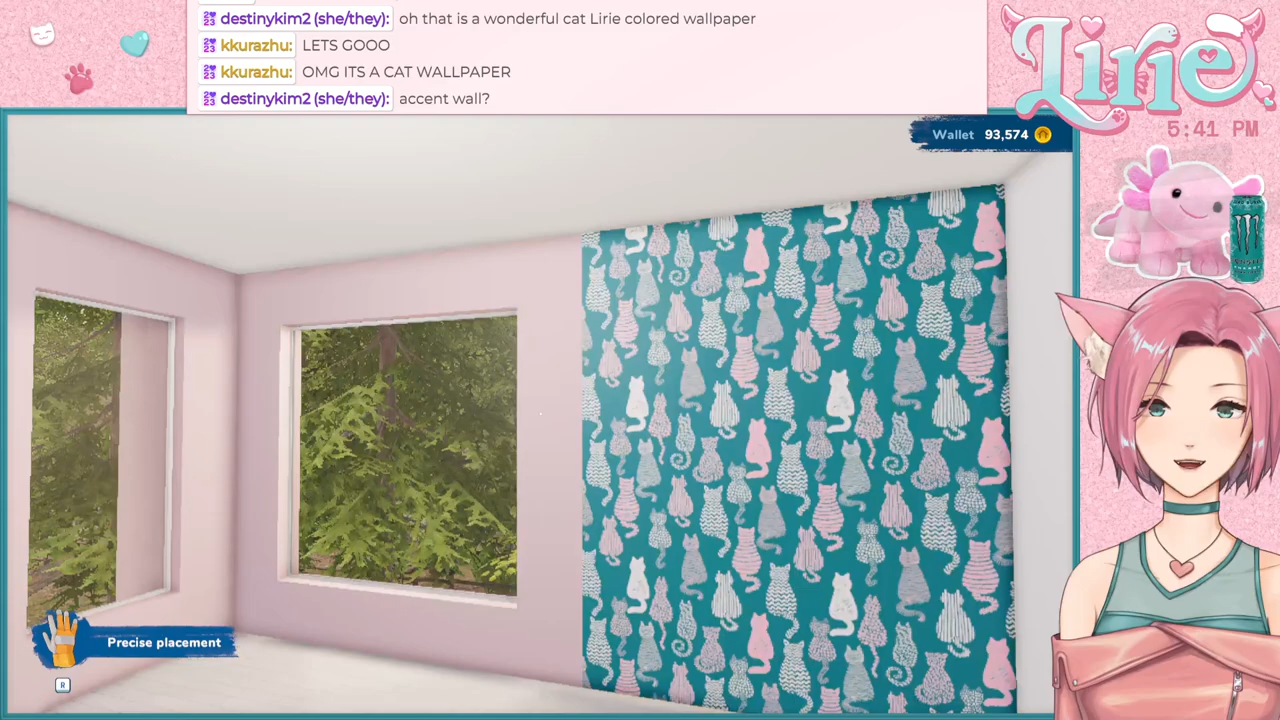 destinykim2 (she/they): oh that is a wonderful cat Lirie colored wallpaper
kkurazhu: LETS GOOO
kkurazhu: OMG ITS A CAT WALLPAPER
destinykim2 (she/they): accent wall?
Lirie
5:41 PM
Wallet 93,574
Precise placement
R